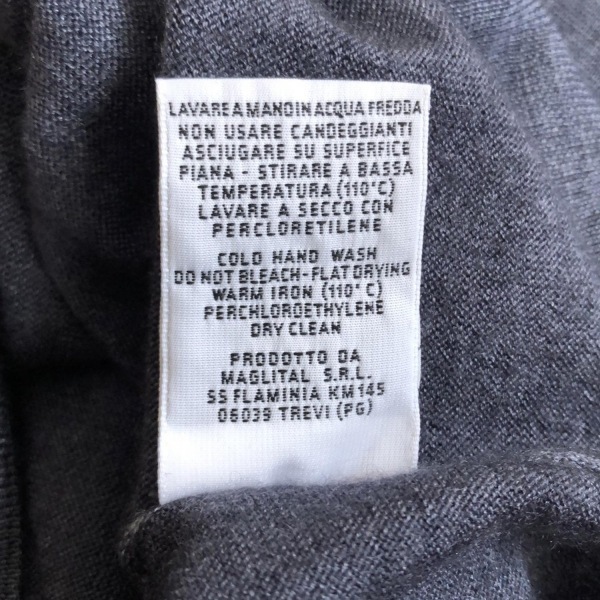 LAVARE A MANO IN ACQUA FREDDA
NON USARE CANDEGGIANTI
ASCIUGARE SU SUPERFICE
PIANA - STIRARE A BASSA
TEMPERATURA (110°C)
LAVARE A SECCO CON
PERCLORETILENE
COLD HAND WASH
DO NOT BLEACH-FLAT DRYING
WARM IRON (110°C)
PERCHLOROETHYLENE
DRY CLEAN
PRODOTTO DA
MAGLITAL S.R.L.
SS FLAMINIA KM 145
06039 TREVI (PG)